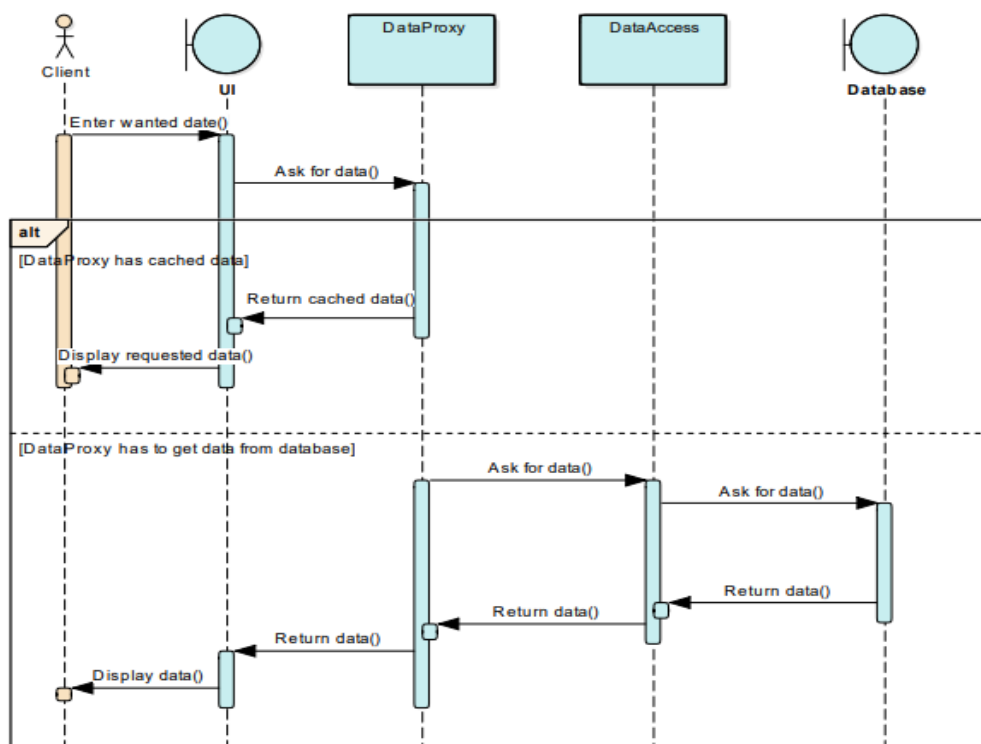 DataProxy
DataAccess
Client
UI
Database
Enter wanted date()
Ask for data()
alt
[DataProxy has cached data]
Return cached data()
Display requested data()
[DataProxy has to get data from database]
Ask for data()
Ask for data()
Return data()
Return data()
Return data()
Display data()